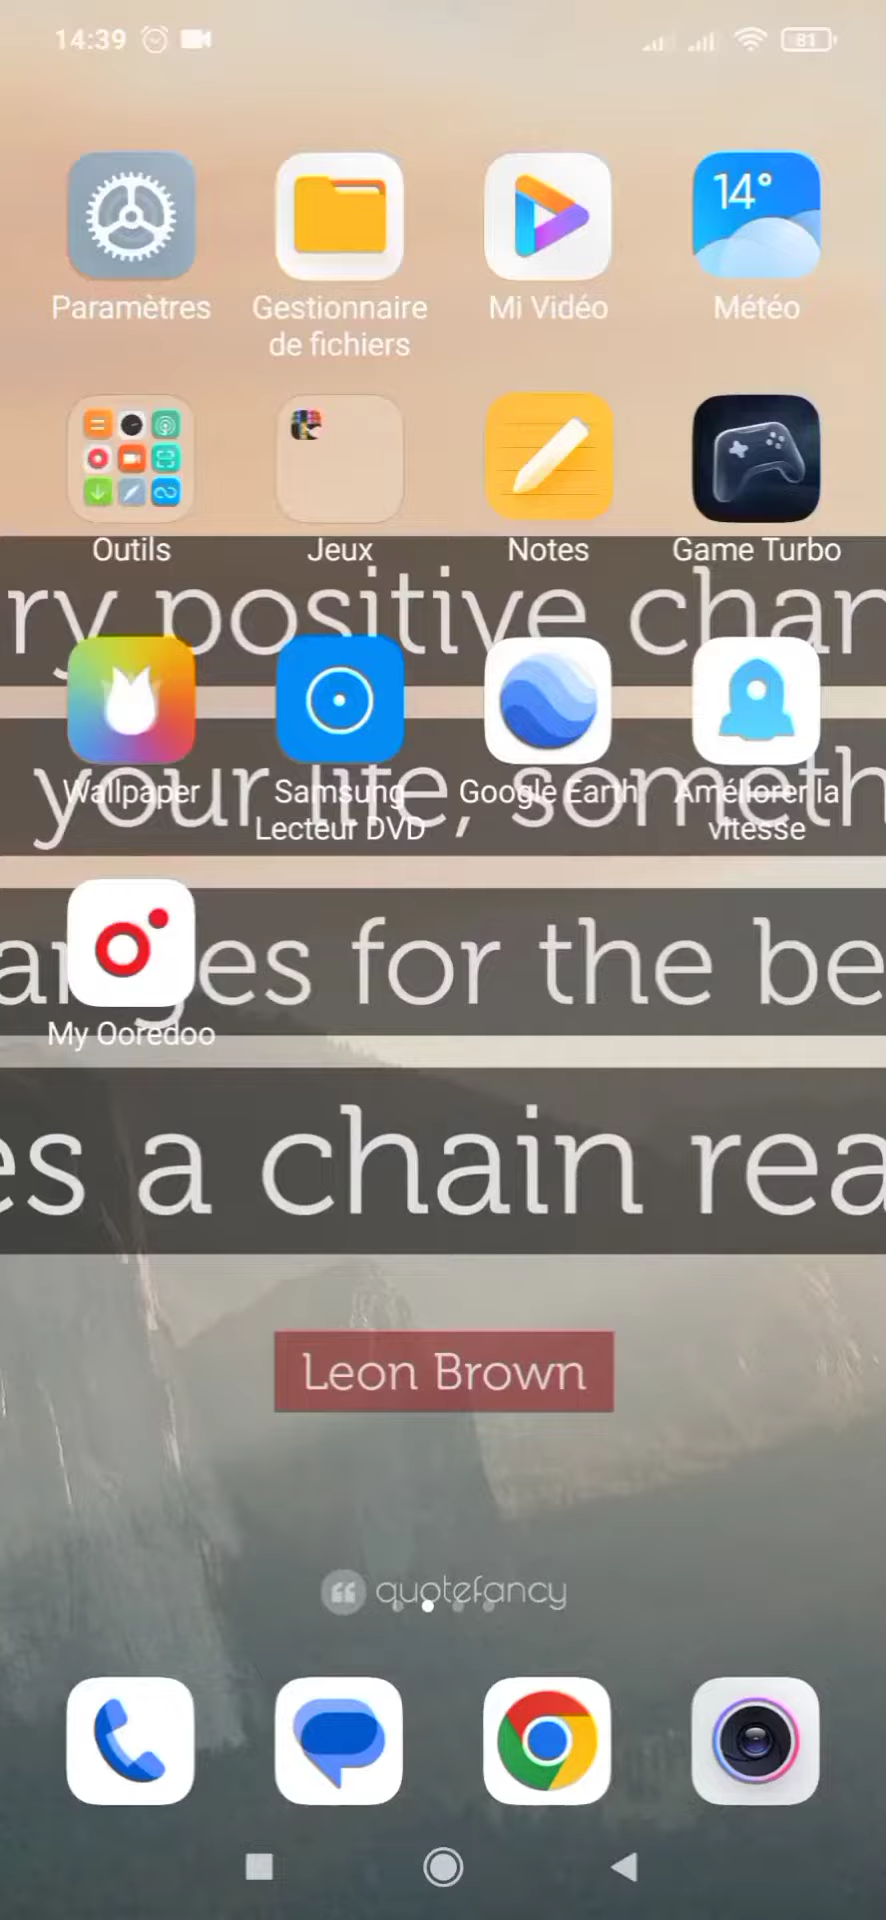 14:39 81
14°
Paramètres Gestionnaire de fichiers Mi Vidéo Météo
Outils Jeux Notes Game Turbo
ry positive chan
Wallpaper Samsung Lecteur DVD Google Earth Améliorer la vitesse
your life, someth
anges for the be
My Ooredoo
es a chain rea
Leon Brown
quotefancy